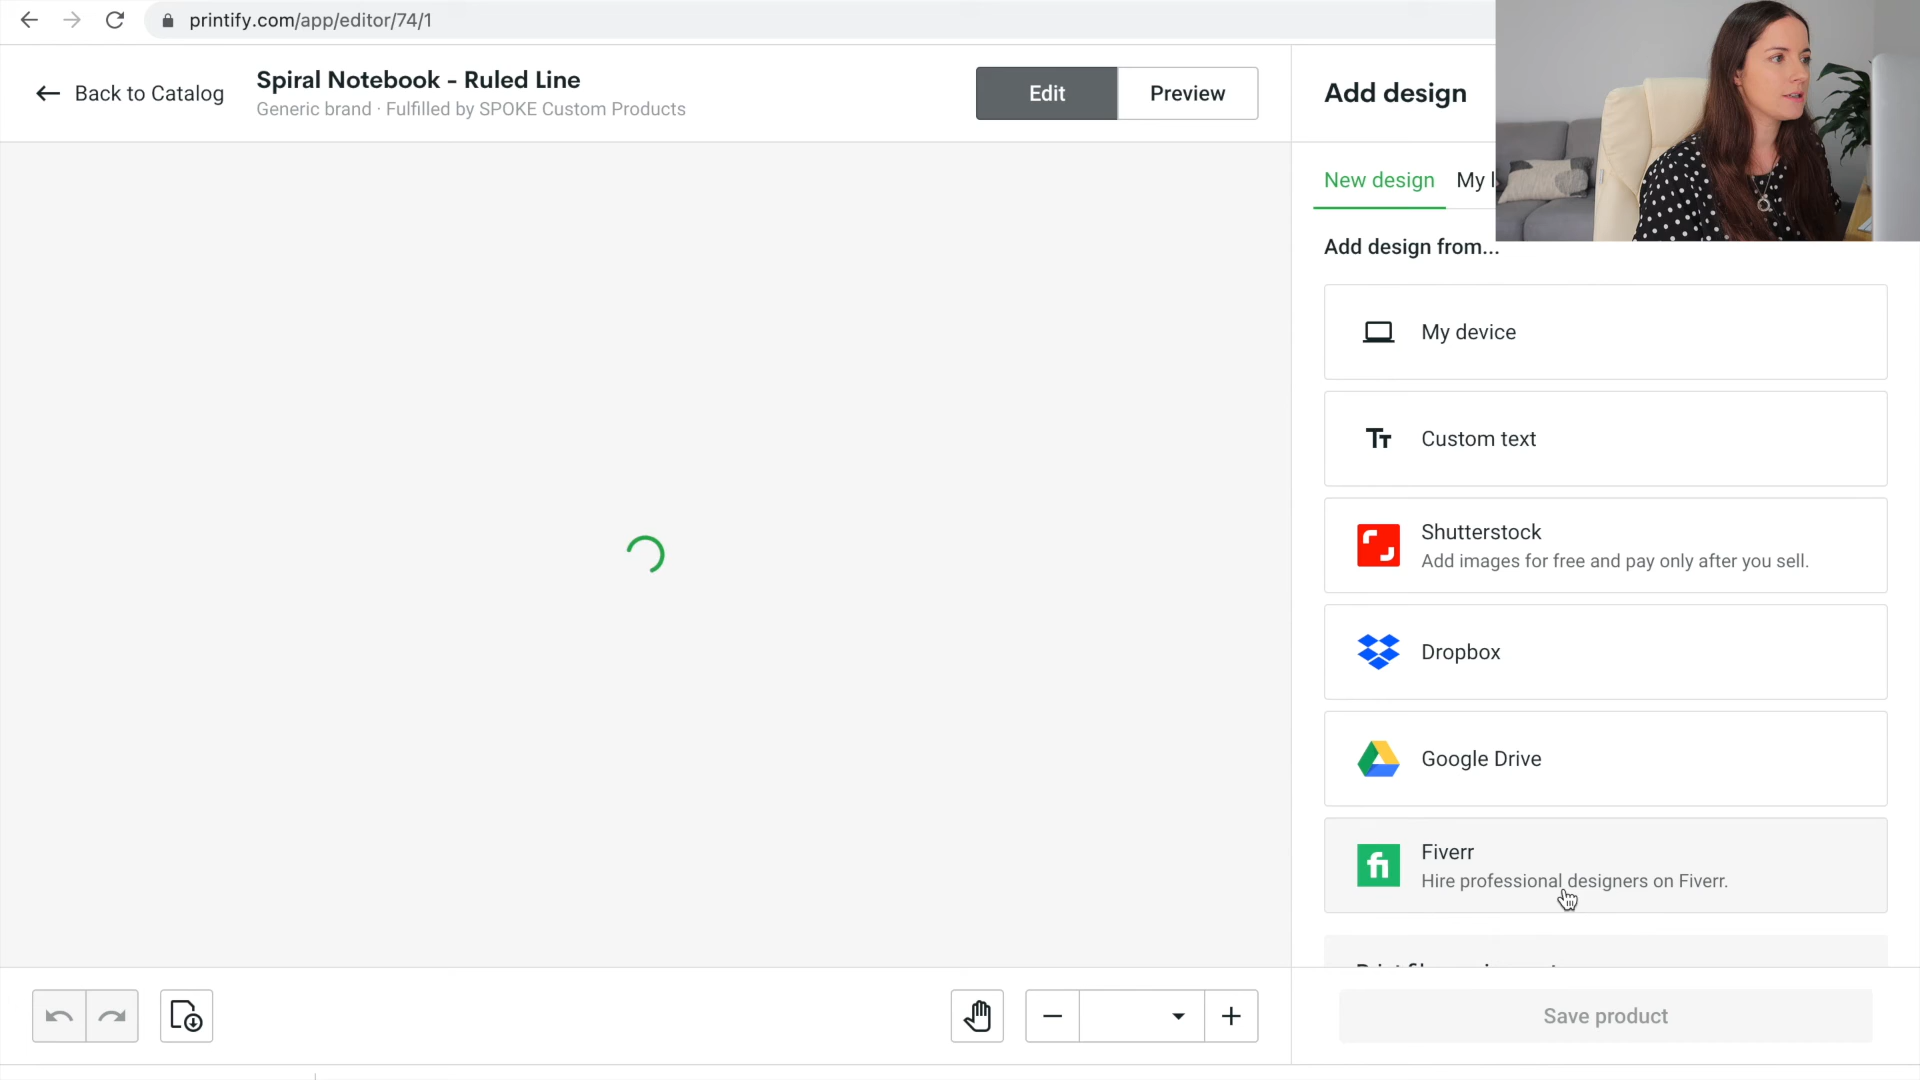 printify.com/app/editor/74/1
Back to Catalog
Spiral Notebook - Ruled Line
Generic brand · Fulfilled by SPOKE Custom Products
Edit
Preview
Add design
New design
My
Add design from...
My device
Custom text
Shutterstock
Add images for free and pay only after you sell.
Dropbox
Google Drive
fi
Fiverr
Hire professional designers on Fiverr.
Save product